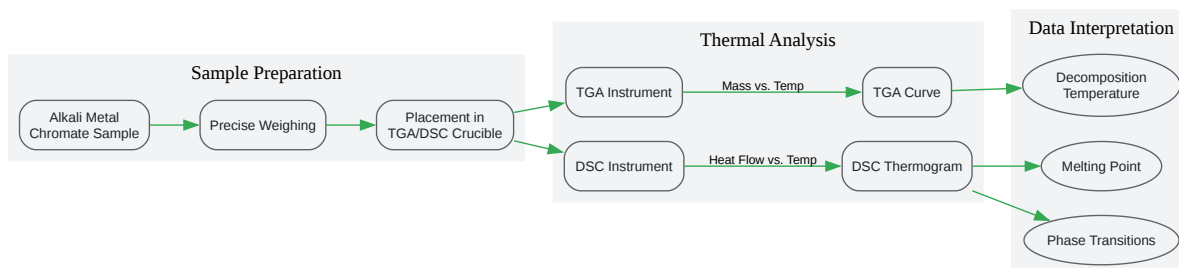 Sample Preparation
Alkali Metal
Chromate Sample
Precise Weighing
Placement in
TGA/DSC Crucible
Thermal Analysis
TGA Instrument
Mass vs. Temp
TGA Curve
DSC Instrument
Heat Flow vs. Temp
DSC Thermogram
Data Interpretation
Decomposition
Temperature
Melting Point
Phase Transitions